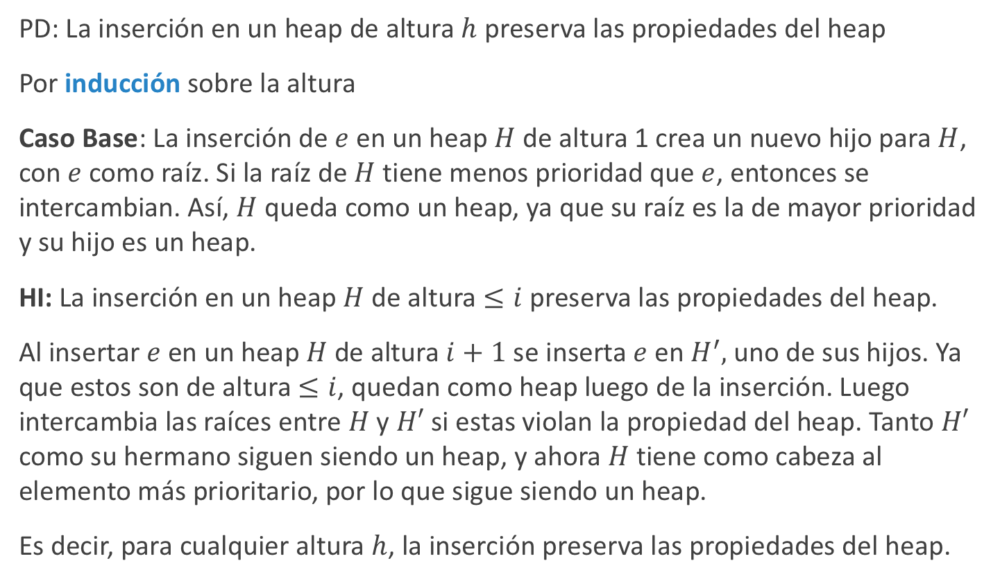 PD: La inserción en un heap de altura ℎ preserva las propiedades del heap
Por inducción sobre la altura
Caso Base: La inserción de 𝑒 en un heap 𝐻 de altura 1 crea un nuevo hijo para 𝐻,
con 𝑒 como raíz. Si la raíz de 𝐻 tiene menos prioridad que 𝑒, entonces se
intercambian. Así, 𝐻 queda como un heap, ya que su raíz es la de mayor prioridad
y su hijo es un heap.
HI: La inserción en un heap 𝐻 de altura ≤ 𝑖 preserva las propiedades del heap.
Al insertar 𝑒 en un heap 𝐻 de altura 𝑖 + 1 se inserta 𝑒 en 𝐻′, uno de sus hijos. Ya
que estos son de altura ≤ 𝑖, quedan como heap luego de la inserción. Luego
intercambia las raíces entre 𝐻 y 𝐻′ si estas violan la propiedad del heap. Tanto 𝐻′
como su hermano siguen siendo un heap, y ahora 𝐻 tiene como cabeza al
elemento más prioritario, por lo que sigue siendo un heap.
Es decir, para cualquier altura ℎ, la inserción preserva las propiedades del heap.